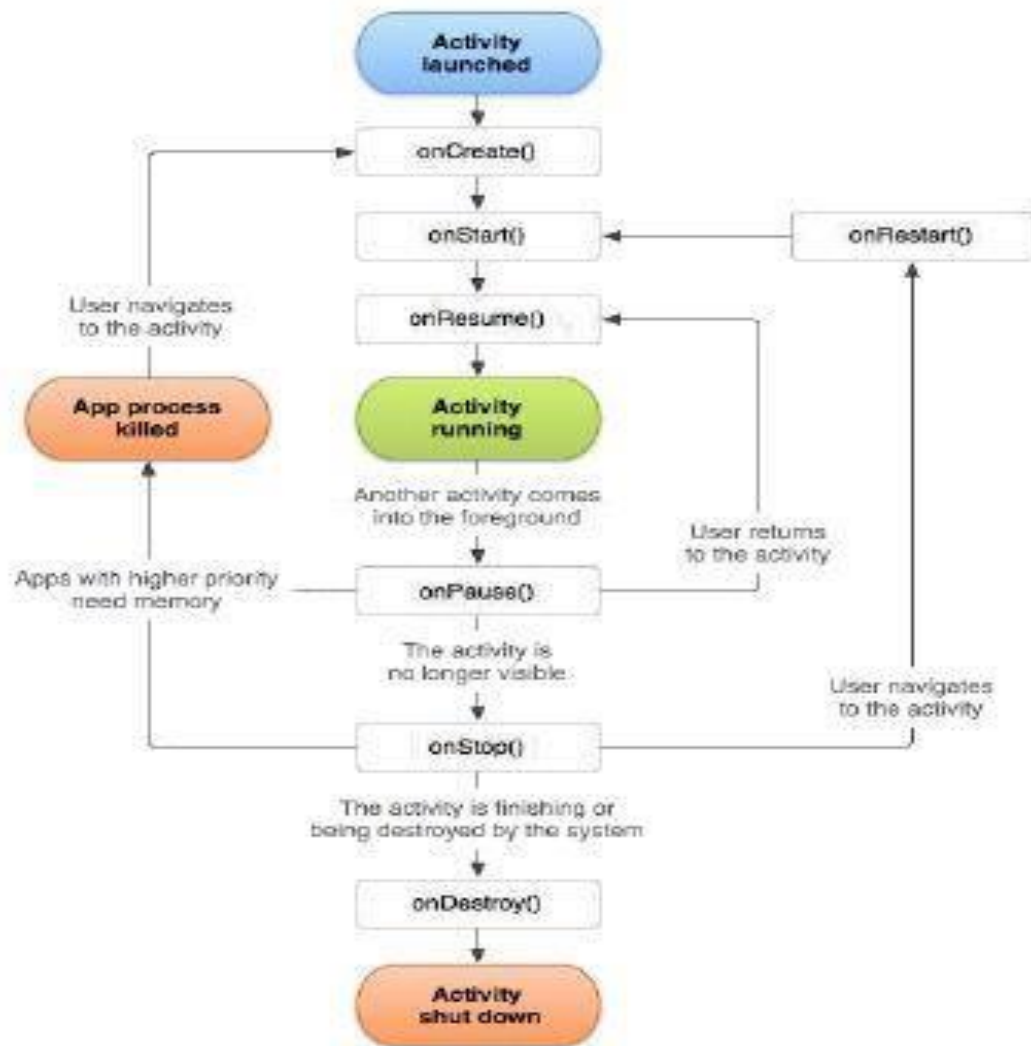 Activity
launched
onCreate()
onStart()
onRestart()
onResume()
User navigates
to the activity
App process
killed
Activity
running
Another activity comes
into the foreground
User returns
to the activity
Apps with higher priority
need memory
onPause()
The activity is
no longer visible
User navigates
to the activity
onStop()
The activity is finishing or
being destroyed by the system
onDestroy()
Activity
shut down